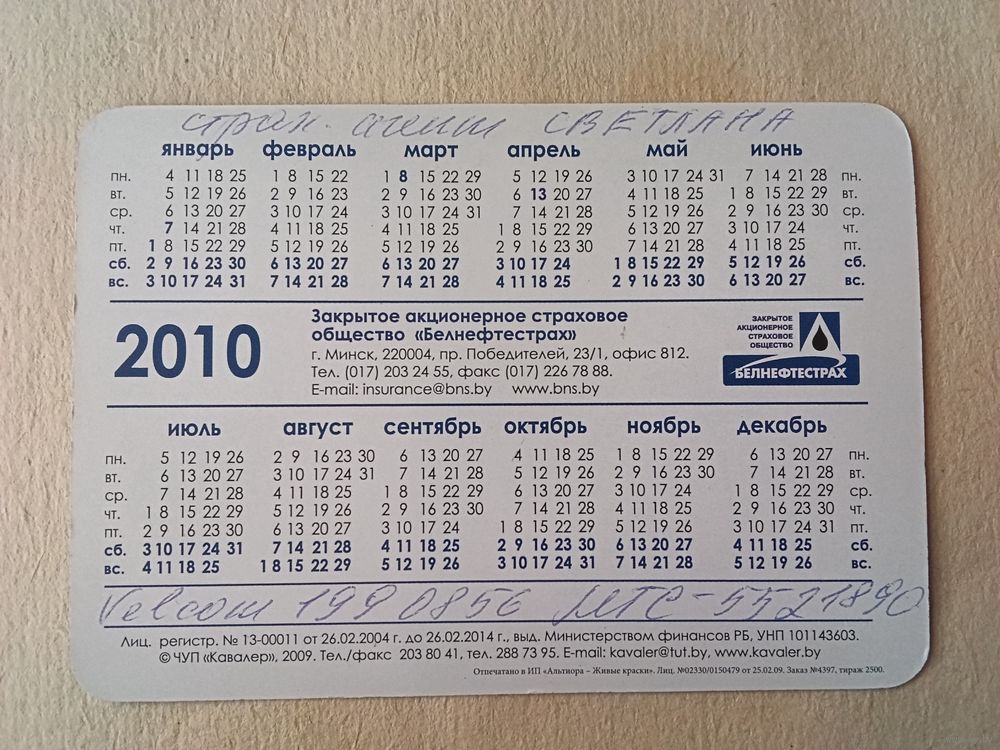 страх. агент СВЕТЛАНА
январь февраль март апрель май июнь
пн. 4 11 18 25 1 8 15 22 1 8 15 22 29 5 12 19 26 3 10 17 24 31 7 14 21 28 пн.
вт. 5 12 19 26 2 9 16 23 2 9 16 23 30 6 13 20 27 4 11 18 25 1 8 15 22 29 вт.
ср. 6 13 20 27 3 10 17 24 3 10 17 24 31 7 14 21 28 5 12 19 26 2 9 16 23 30 ср.
чт. 7 14 21 28 4 11 18 25 4 11 18 25 1 8 15 22 29 6 13 20 27 3 10 17 24 чт.
пт. 1 8 15 22 29 5 12 19 26 5 12 19 26 2 9 16 23 30 7 14 21 28 4 11 18 25 пт.
сб. 2 9 16 23 30 6 13 20 27 6 13 20 27 3 10 17 24 1 8 15 22 29 5 12 19 26 сб.
вс. 3 10 17 24 31 7 14 21 28 7 14 21 28 4 11 18 25 2 9 16 23 30 6 13 20 27 вс.
2010
Закрытое акционерное страховое
общество «Белнефтестрах»
г. Минск, 220004, пр. Победителей, 23/1, офис 812.
Тел. (017) 203 24 55, факс (017) 226 78 88.
E-mail: insurance@bns.by www.bns.by
ЗАКРЫТОЕ
АКЦИОНЕРНОЕ
СТРАХОВОЕ
ОБЩЕСТВО
БЕЛНЕФТЕСТРАХ
июль август сентябрь октябрь ноябрь декабрь
пн. 5 12 19 26 2 9 16 23 30 6 13 20 27 4 11 18 25 1 8 15 22 29 6 13 20 27 пн.
вт. 6 13 20 27 3 10 17 24 31 7 14 21 28 5 12 19 26 2 9 16 23 30 7 14 21 28 вт.
ср. 7 14 21 28 4 11 18 25 1 8 15 22 29 6 13 20 27 3 10 17 24 1 8 15 22 29 ср.
чт. 1 8 15 22 29 5 12 19 26 2 9 16 23 30 7 14 21 28 4 11 18 25 2 9 16 23 30 чт.
пт. 2 9 16 23 30 6 13 20 27 3 10 17 24 1 8 15 22 29 5 12 19 26 3 10 17 24 31 пт.
сб. 3 10 17 24 31 7 14 21 28 4 11 18 25 2 9 16 23 30 6 13 20 27 4 11 18 25 сб.
вс. 4 11 18 25 1 8 15 22 29 5 12 19 26 3 10 17 24 31 7 14 21 28 5 12 19 26 вс.
Velcom 199 0856 МТС-5521890
Лиц. регистр. № 13-00011 от 26.02.2004 г. до 26.02.2014 г., выд. Министерством финансов РБ, УНП 101143603.
© ЧУП «Кавалер», 2009. Тел./факс 203 80 41, тел. 288 73 95. E-mail: kavaler@tut.by, www.kavaler.by
Отпечатано в ИП «Альтиора – Живые краски». Лиц. №02330/0150479 от 25.02.09. Заказ №4397, тираж 2500.